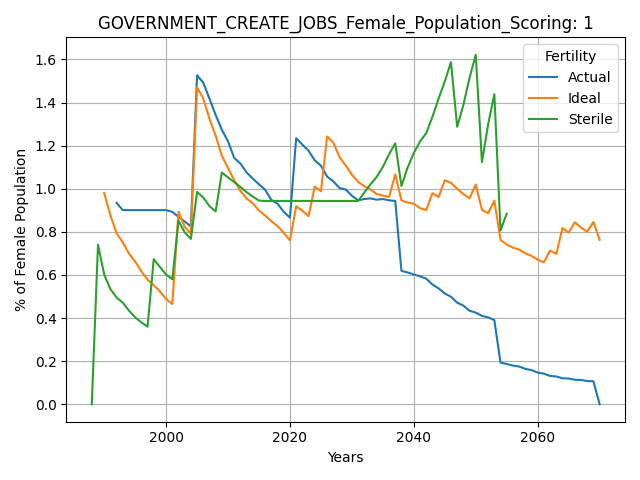 GOVERNMENT_CREATE_JOBS_Female_Population_Scoring: 1
Fertility
Actual
Ideal
Sterile
% of Female Population
1.6
1.4
1.2
1.0
0.8
0.6
0.4
0.2
0.0
2000
2020
2040
2060
Years